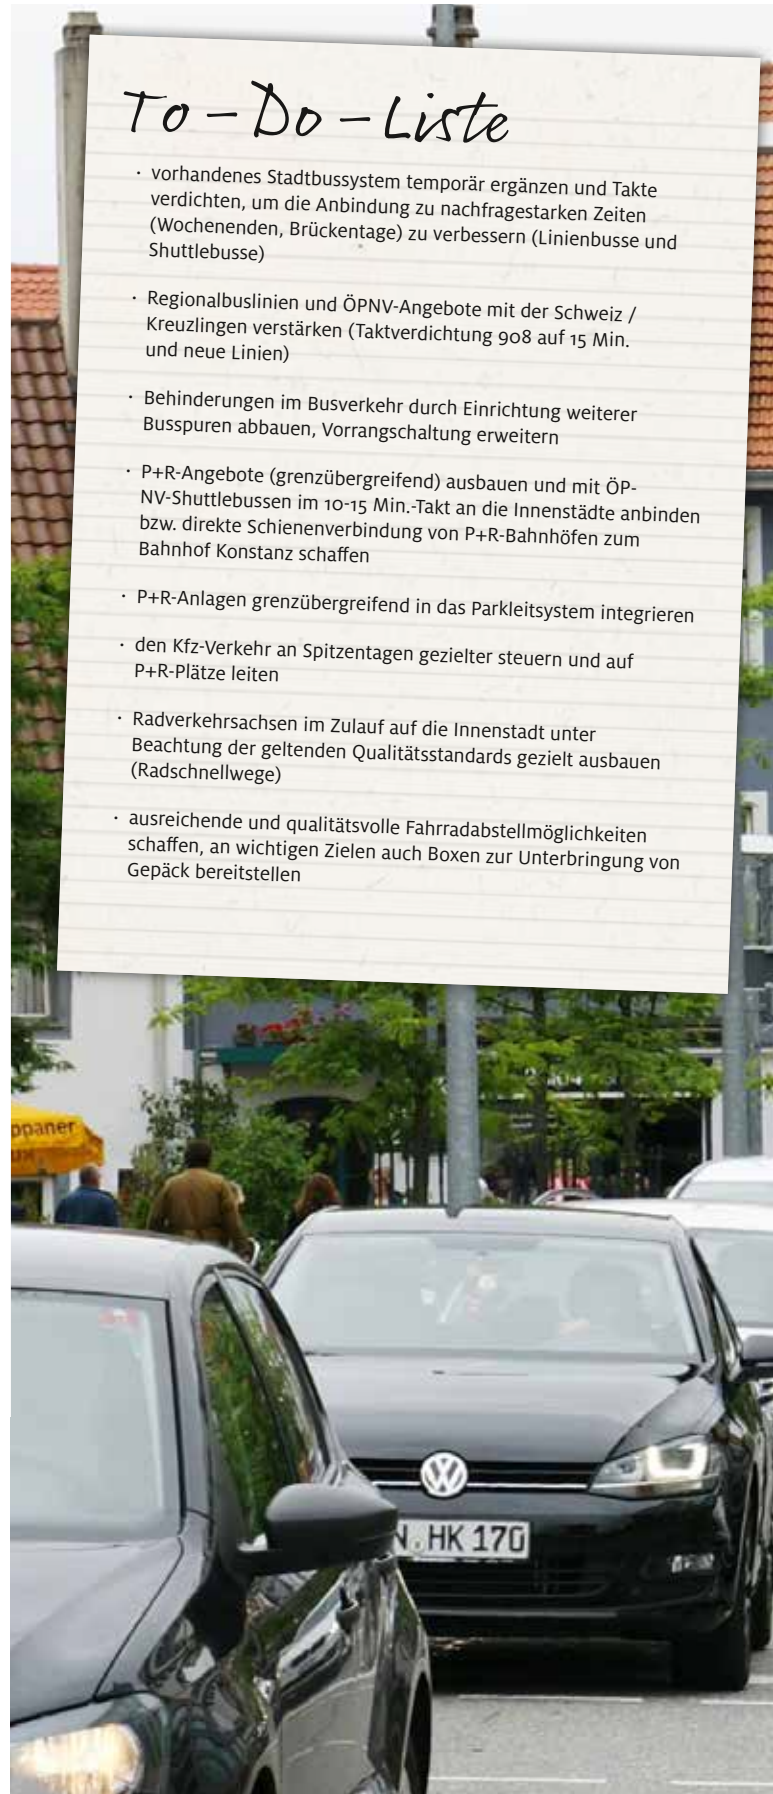 To-Do-Liste
· vorhandenes Stadtbussystem temporär ergänzen und Takte
verdichten, um die Anbindung zu nachfragestarken Zeiten
(Wochenenden, Brückentage) zu verbessern (Linienbusse und
Shuttlebusse)
· Regionalbuslinien und ÖPNV-Angebote mit der Schweiz /
Kreuzlingen verstärken (Taktverdichtung 908 auf 15 Min.
und neue Linien)
· Behinderungen im Busverkehr durch Einrichtung weiterer
Busspuren abbauen, Vorrangschaltung erweitern
· P+R-Angebote (grenzübergreifend) ausbauen und mit ÖP-
NV-Shuttlebussen im 10-15 Min.-Takt an die Innenstädte anbinden
bzw. direkte Schienenverbindung von P+R-Bahnhöfen zum
Bahnhof Konstanz schaffen
· P+R-Anlagen grenzübergreifend in das Parkleitsystem integrieren
· den Kfz-Verkehr an Spitzentagen gezielter steuern und auf
P+R-Plätze leiten
· Radverkehrsachsen im Zulauf auf die Innenstadt unter
Beachtung der geltenden Qualitätsstandards gezielt ausbauen
(Radschnellwege)
· ausreichende und qualitätsvolle Fahrradabstellmöglichkeiten
schaffen, an wichtigen Zielen auch Boxen zur Unterbringung von
Gepäck bereitstellen
ppaner
N HK 170